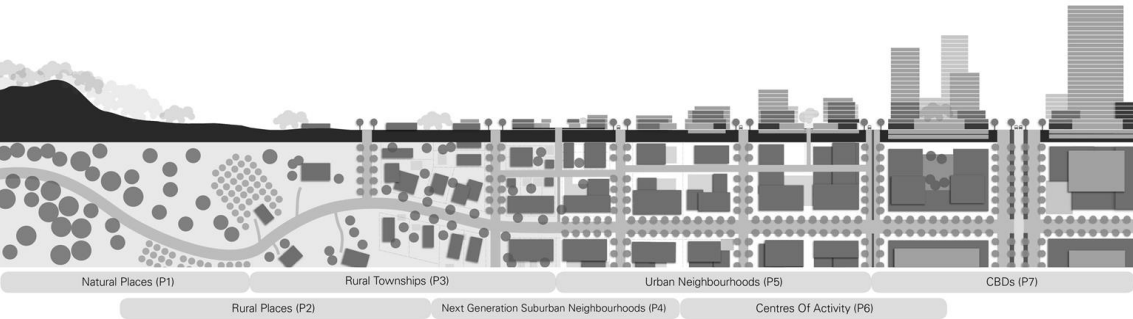 Natural Places (P1)
Rural Townships (P3)
Urban Neighbourhoods (P5)
CBDs (P7)
Rural Places (P2)
Next Generation Suburban Neighbourhoods (P4)
Centres Of Activity (P6)